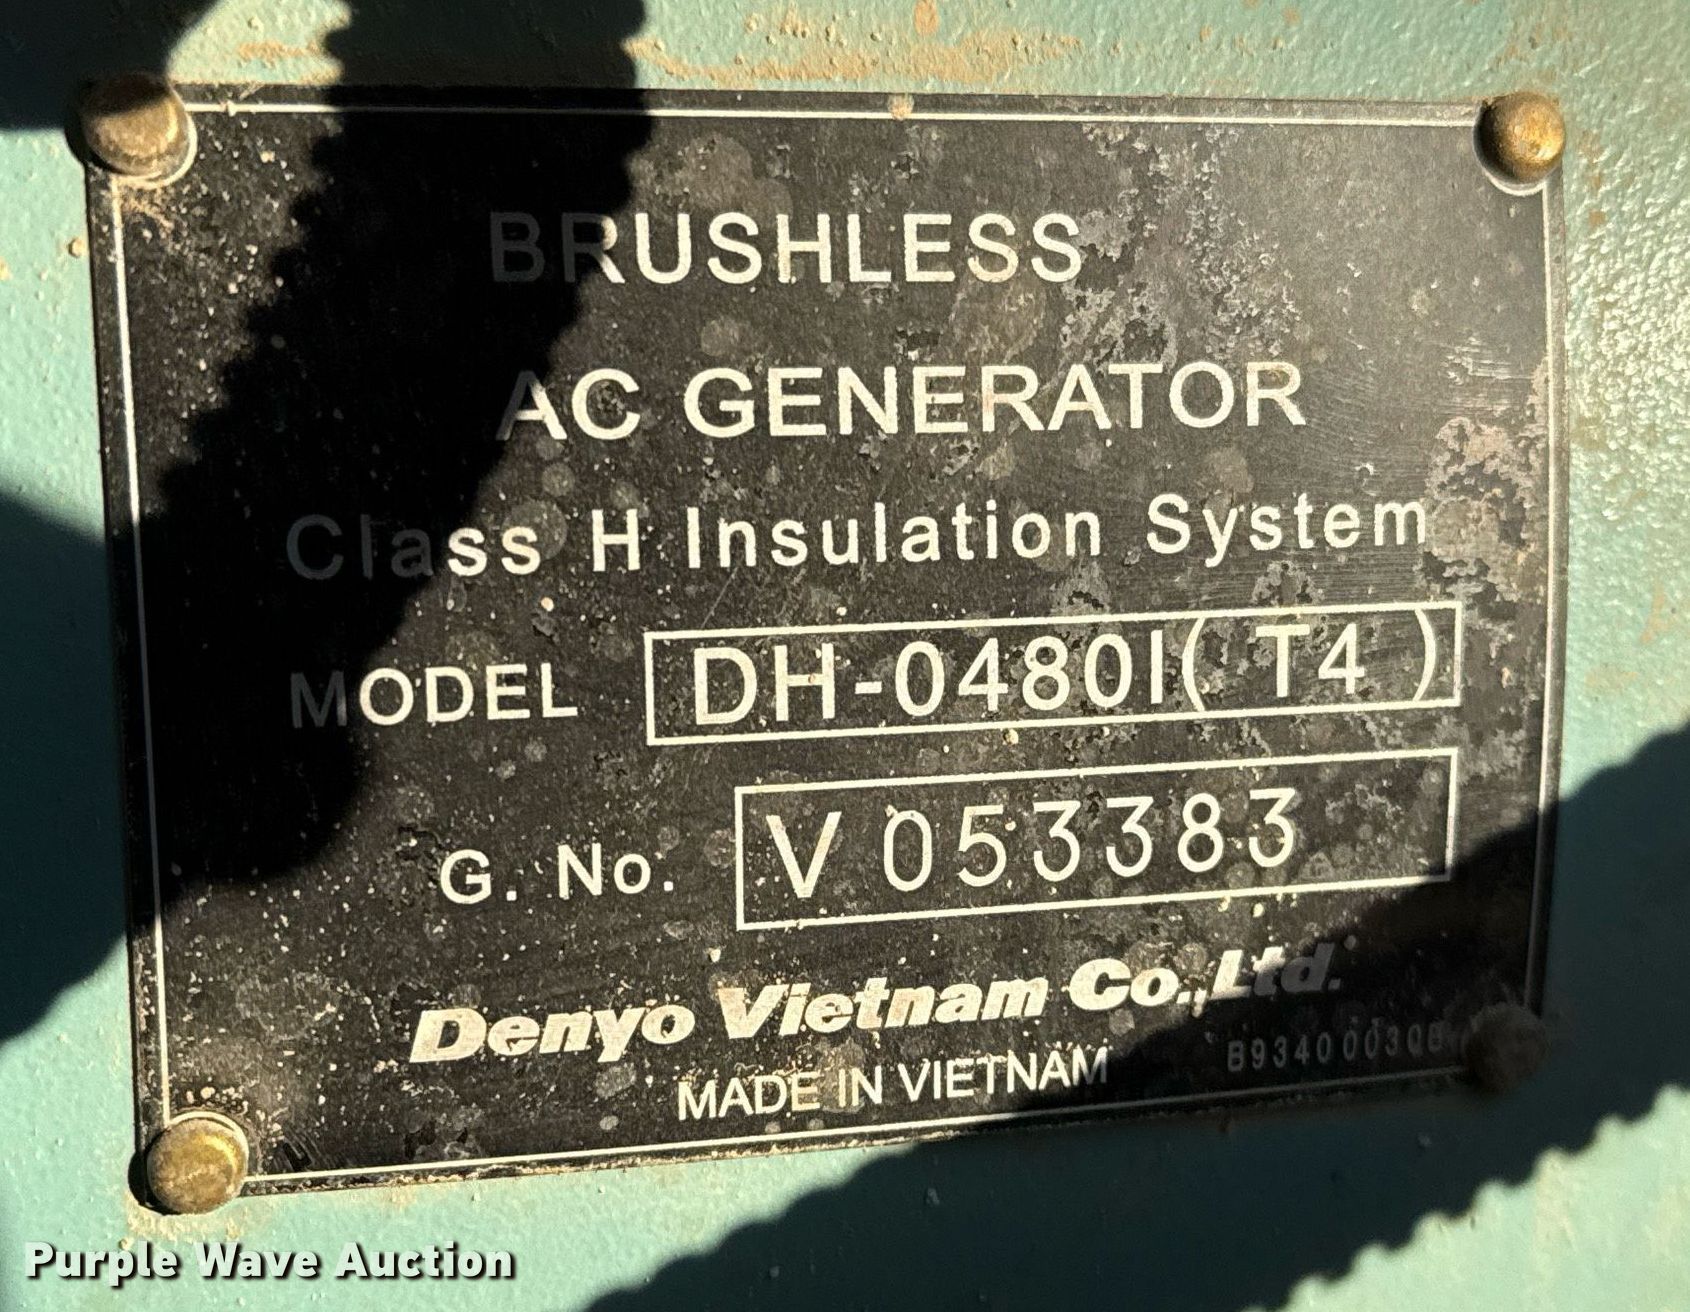 BRUSHLESS
AC GENERATOR
Class H Insulation System
MODEL DH-0480I( T4 )
G. No. V 053383
Denyo Vietnam Co.,Ltd.
MADE IN VIETNAM
Purple Wave Auction